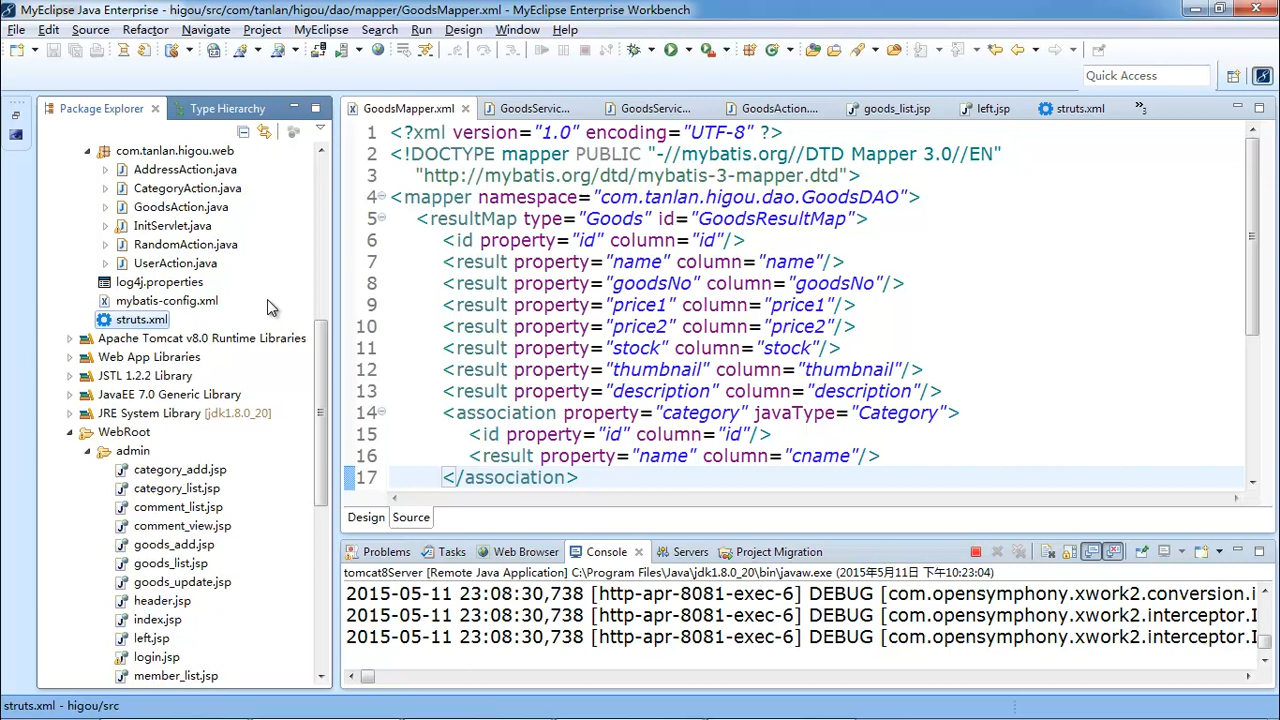 MyEclipse Java Enterprise - higou/src/com/tanlan/higou/dao/mapper/GoodsMapper.xml - MyEclipse Enterprise Workbench
File Edit Source Refactor Navigate Project MyEclipse Search Run Design Window Help
Quick Access
Package Explorer Type Hierarchy
com.tanlan.higou.web
AddressAction.java
CategoryAction.java
GoodsAction.java
InitServlet.java
RandomAction.java
UserAction.java
log4j.properties
mybatis-config.xml
struts.xml
Apache Tomcat v8.0 Runtime Libraries
Web App Libraries
JSTL 1.2.2 Library
JavaEE 7.0 Generic Library
JRE System Library [jdk1.8.0_20]
WebRoot
admin
category_add.jsp
category_list.jsp
comment_list.jsp
comment_view.jsp
goods_add.jsp
goods_list.jsp
goods_update.jsp
header.jsp
index.jsp
left.jsp
login.jsp
member_list.jsp
GoodsMapper.xml GoodsServic... GoodsServic... GoodsAction.... goods_list.jsp left.jsp struts.xml
1 <?xml version="1.0" encoding="UTF-8" ?>
2 <!DOCTYPE mapper PUBLIC "-//mybatis.org//DTD Mapper 3.0//EN"
3 "http://mybatis.org/dtd/mybatis-3-mapper.dtd">
4 <mapper namespace="com.tanlan.higou.dao.GoodsDAO">
5 <resultMap type="Goods" id="GoodsResultMap">
6 <id property="id" column="id"/>
7 <result property="name" column="name"/>
8 <result property="goodsNo" column="goodsNo"/>
9 <result property="price1" column="price1"/>
10 <result property="price2" column="price2"/>
11 <result property="stock" column="stock"/>
12 <result property="thumbnail" column="thumbnail"/>
13 <result property="description" column="description"/>
14 <association property="category" javaType="Category">
15 <id property="id" column="id"/>
16 <result property="name" column="cname"/>
17 </association>
Design Source
Problems Tasks Web Browser Console Servers Project Migration
tomcat8Server [Remote Java Application] C:\Program Files\Java\jdk1.8.0_20\bin\javaw.exe (2015年5月11日 下午10:23:04)
2015-05-11 23:08:30,738 [http-apr-8081-exec-6] DEBUG [com.opensymphony.xwork2.conversion.i
2015-05-11 23:08:30,738 [http-apr-8081-exec-6] DEBUG [com.opensymphony.xwork2.interceptor.I
2015-05-11 23:08:30,738 [http-apr-8081-exec-6] DEBUG [com.opensymphony.xwork2.interceptor.I
struts.xml - higou/src